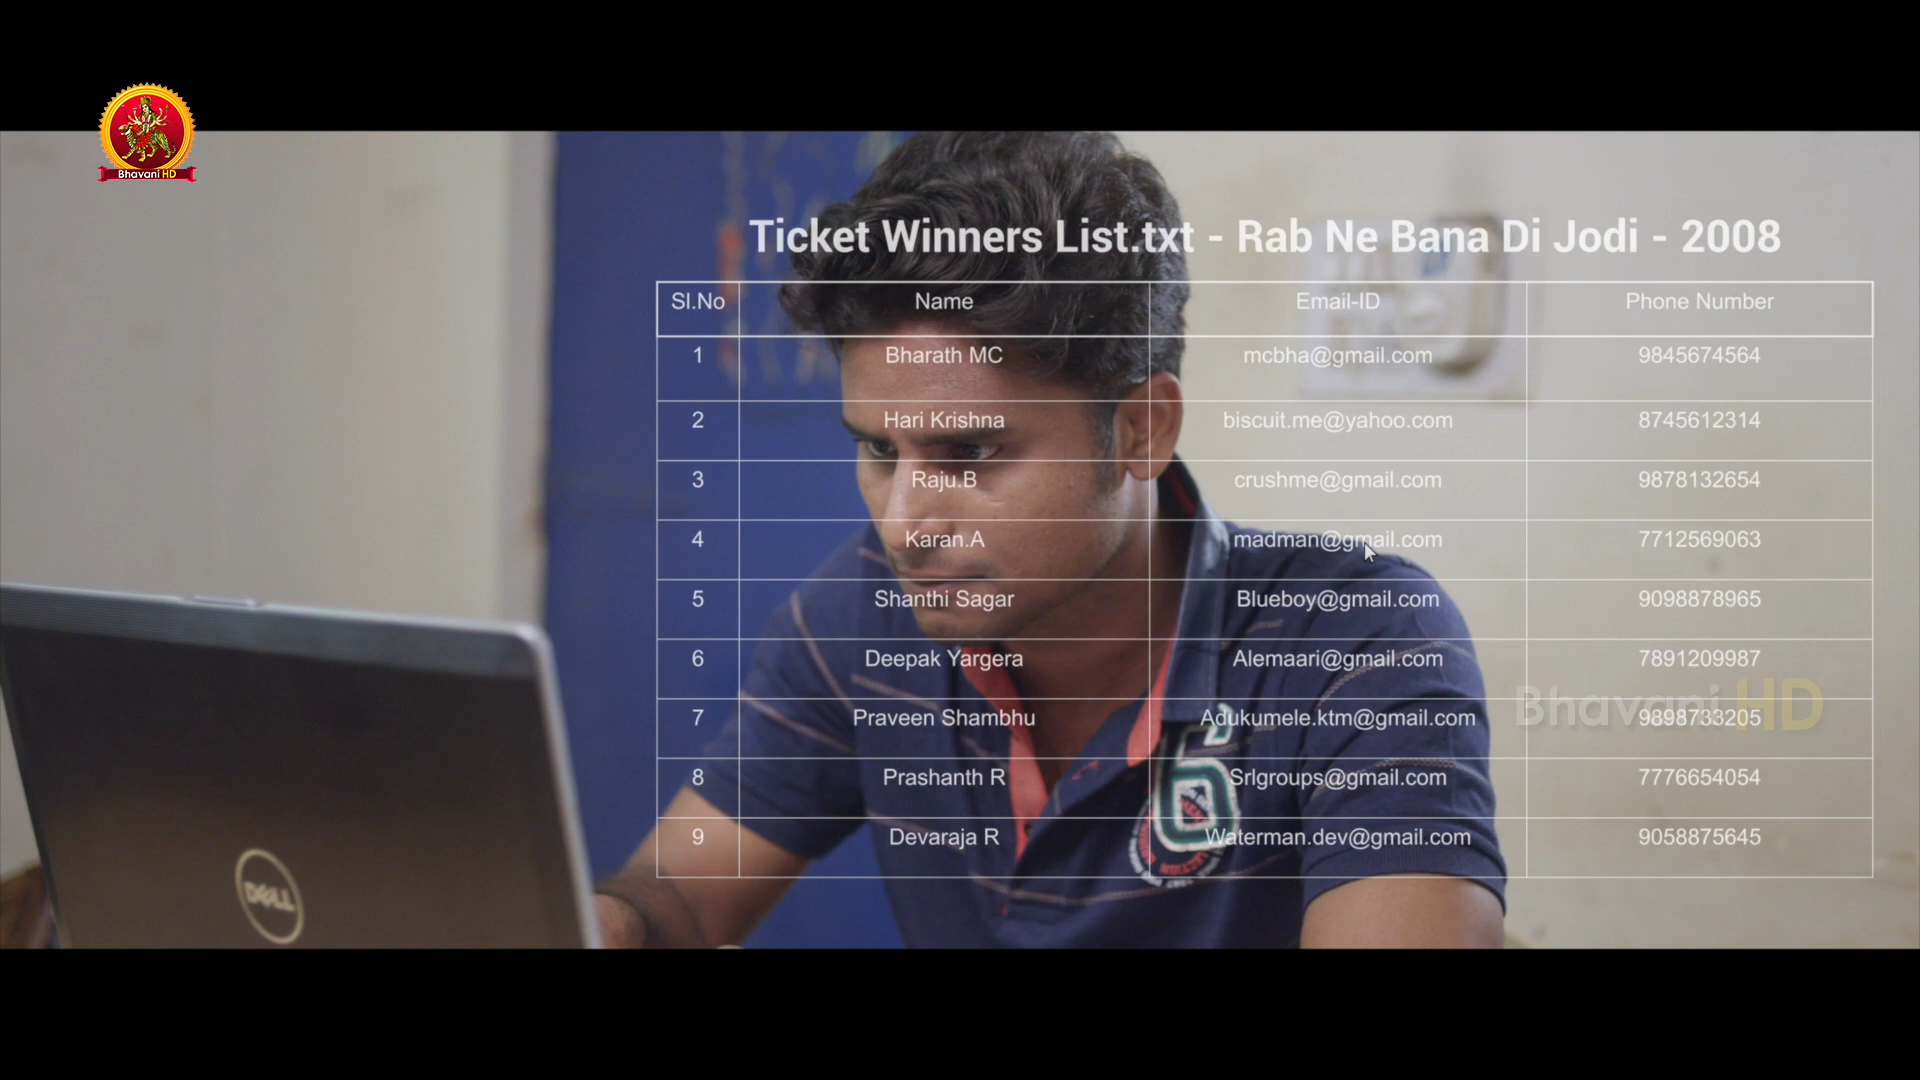 Bhavani HD
Ticket Winners List.txt - Rab Ne Bana Di Jodi - 2008
Sl.No Name Email-ID Phone Number
1 Bharath MC mcbha@gmail.com 9845674564
2 Hari Krishna biscuit.me@yahoo.com 8745612314
3 Raju.B crushme@gmail.com 9878132654
4 Karan.A madman@gmail.com 7712569063
5 Shanthi Sagar Blueboy@gmail.com 9098878965
6 Deepak Yargera Alemaari@gmail.com 7891209987
7 Praveen Shambhu Adukumele.ktm@gmail.com 9898733205
8 Prashanth R Srlgroups@gmail.com 7776654054
9 Devaraja R Waterman.dev@gmail.com 9058875645
Bhavani HD
6
DELL